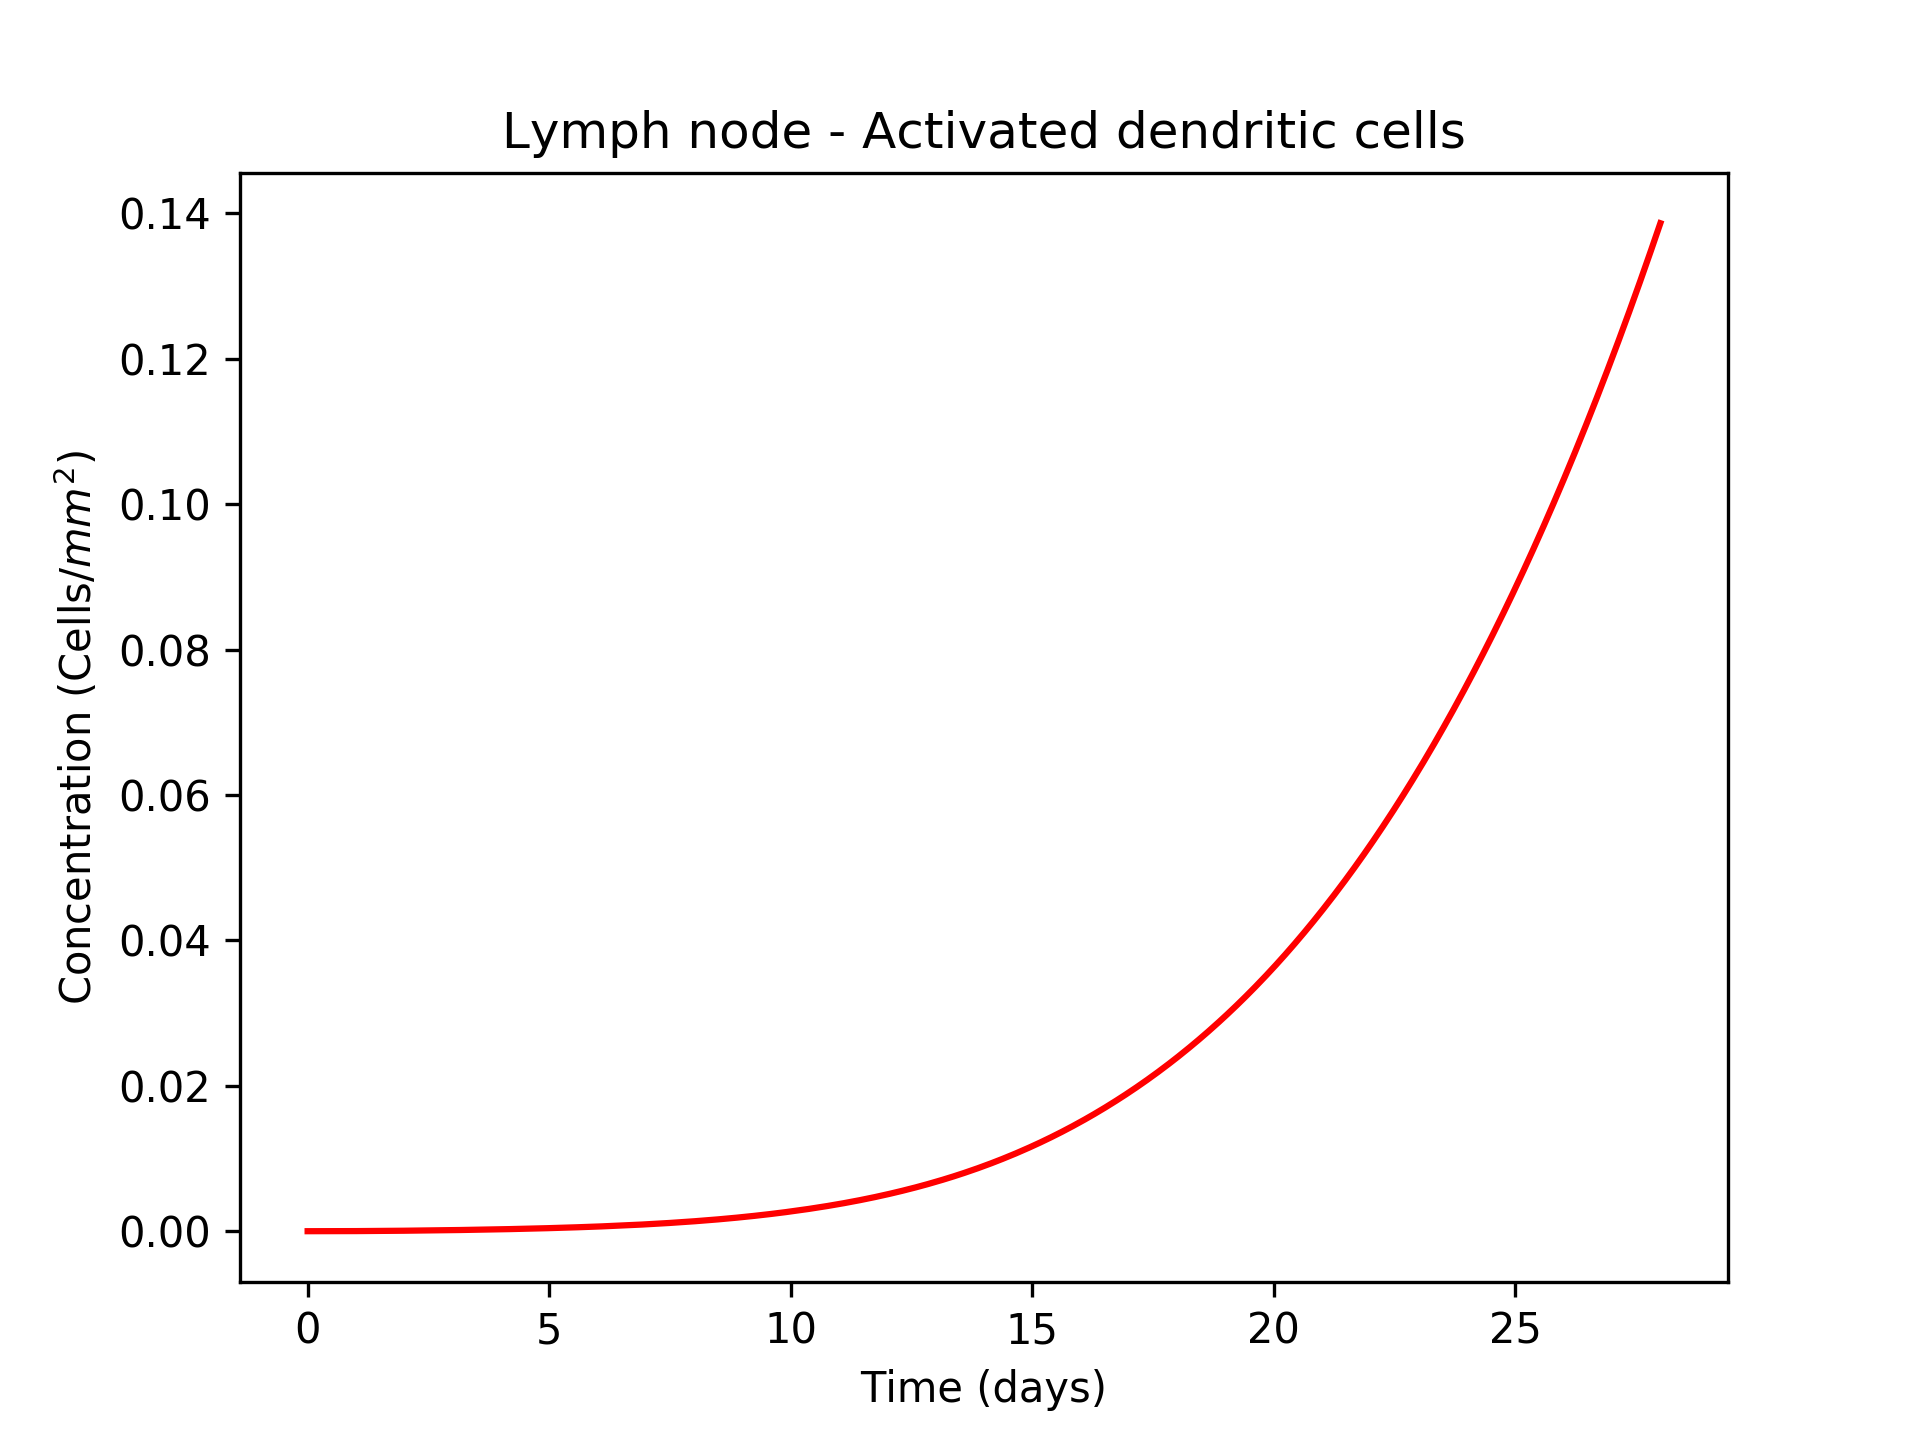 Lymph node - Activated dendritic cells
0.14
0.12
0.10
0.08
0.06
0.04
0.02
0.00
Concentration (Cells/mm²)
0 5 10 15 20 25
Time (days)